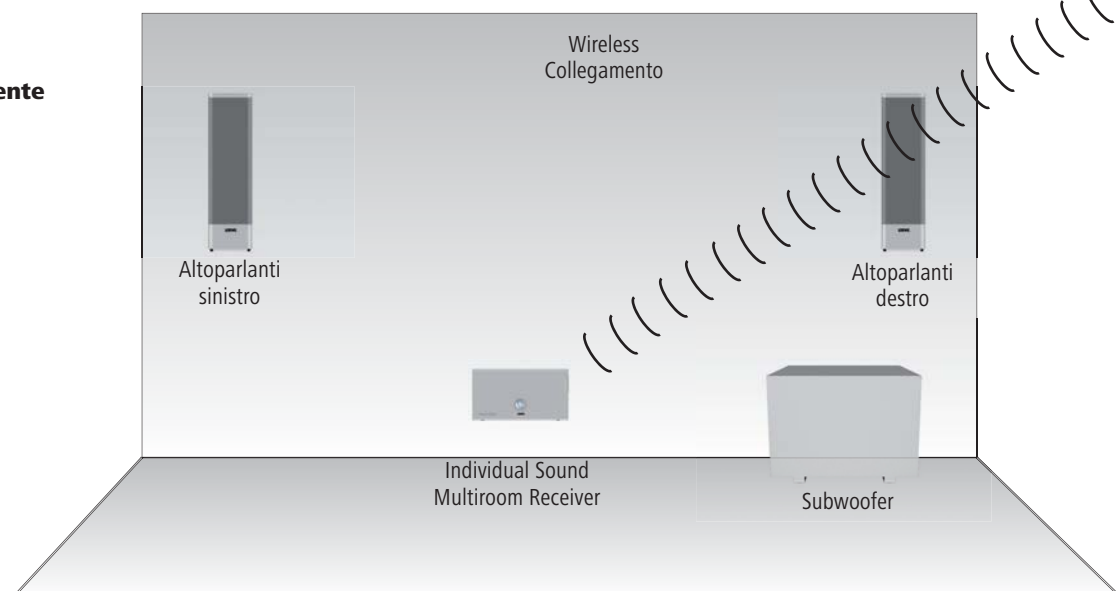 Wireless
Collegamento
ente
Altoparlanti
sinistro
Altoparlanti
destro
Individual Sound
Multiroom Receiver
Subwoofer